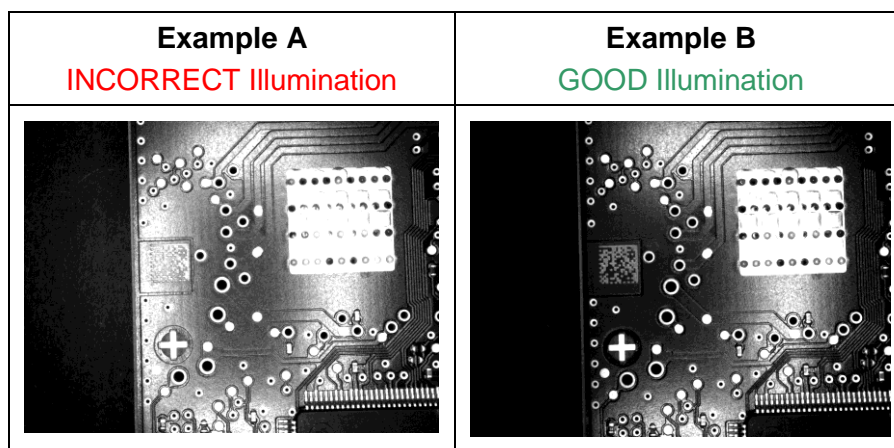 Example A
INCORRECT Illumination
Example B
GOOD Illumination